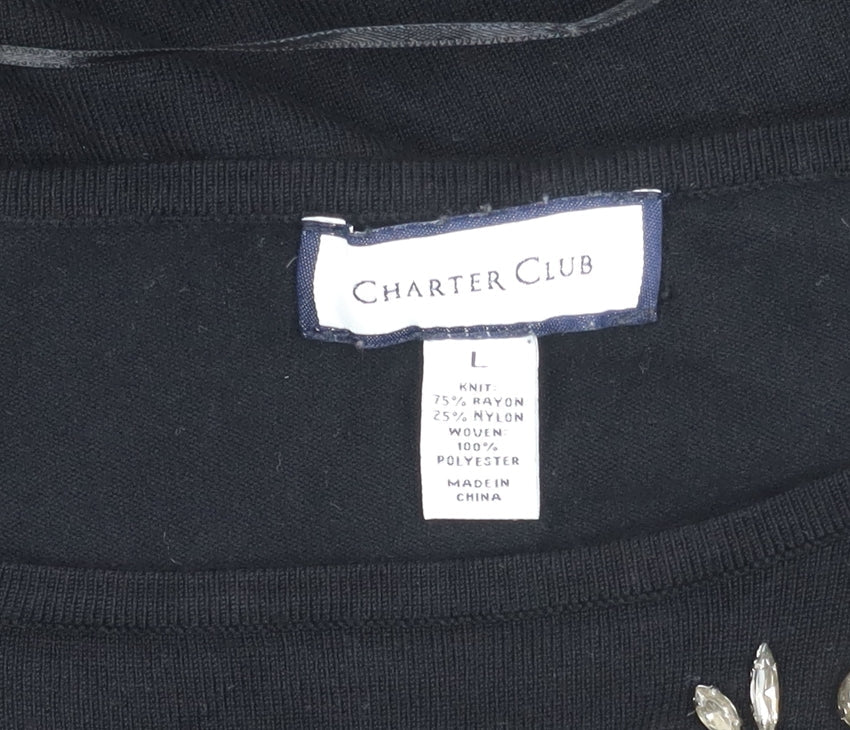 CHARTER CLUB
L
KNIT:
75% RAYON
25% NYLON
WOVEN:
100%
POLYESTER
MADE IN
CHINA